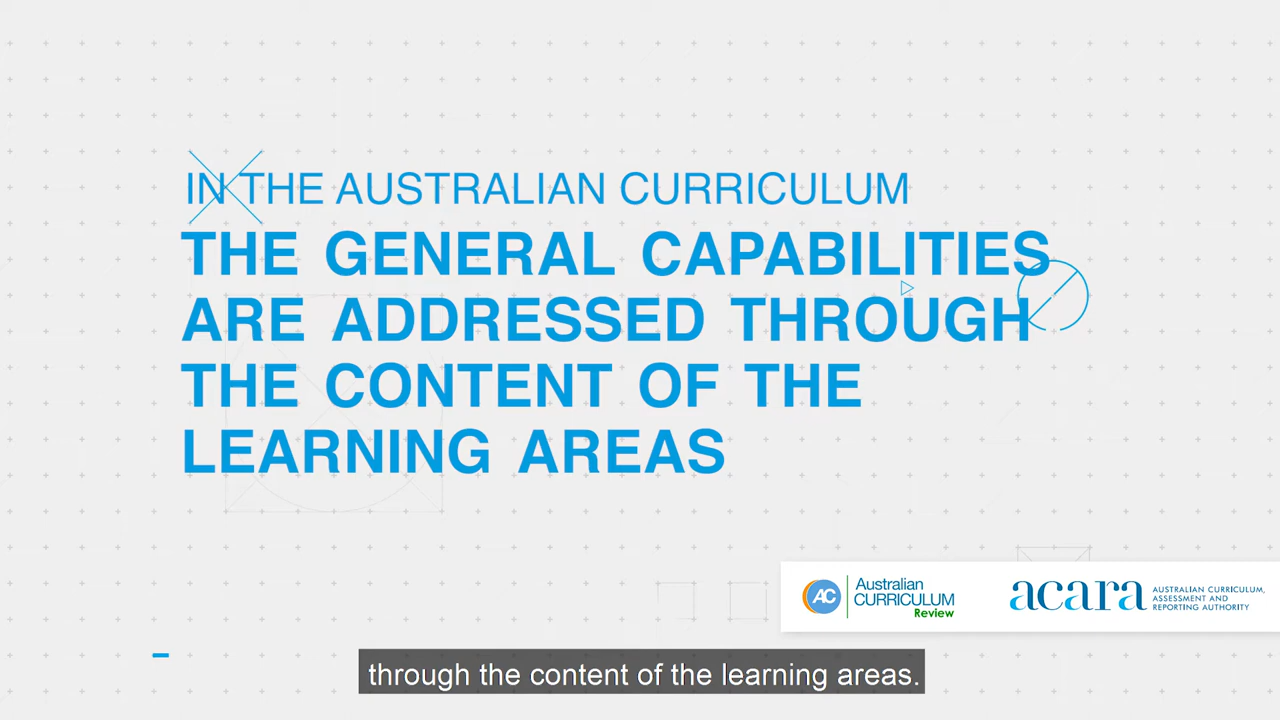 IN THE AUSTRALIAN CURRICULUM
THE GENERAL CAPABILITIES
ARE ADDRESSED THROUGH
THE CONTENT OF THE
LEARNING AREAS
AC
Australian
CURRICULUM
Review
acara
AUSTRALIAN CURRICULUM,
ASSESSMENT AND
REPORTING AUTHORITY
through the content of the learning areas.